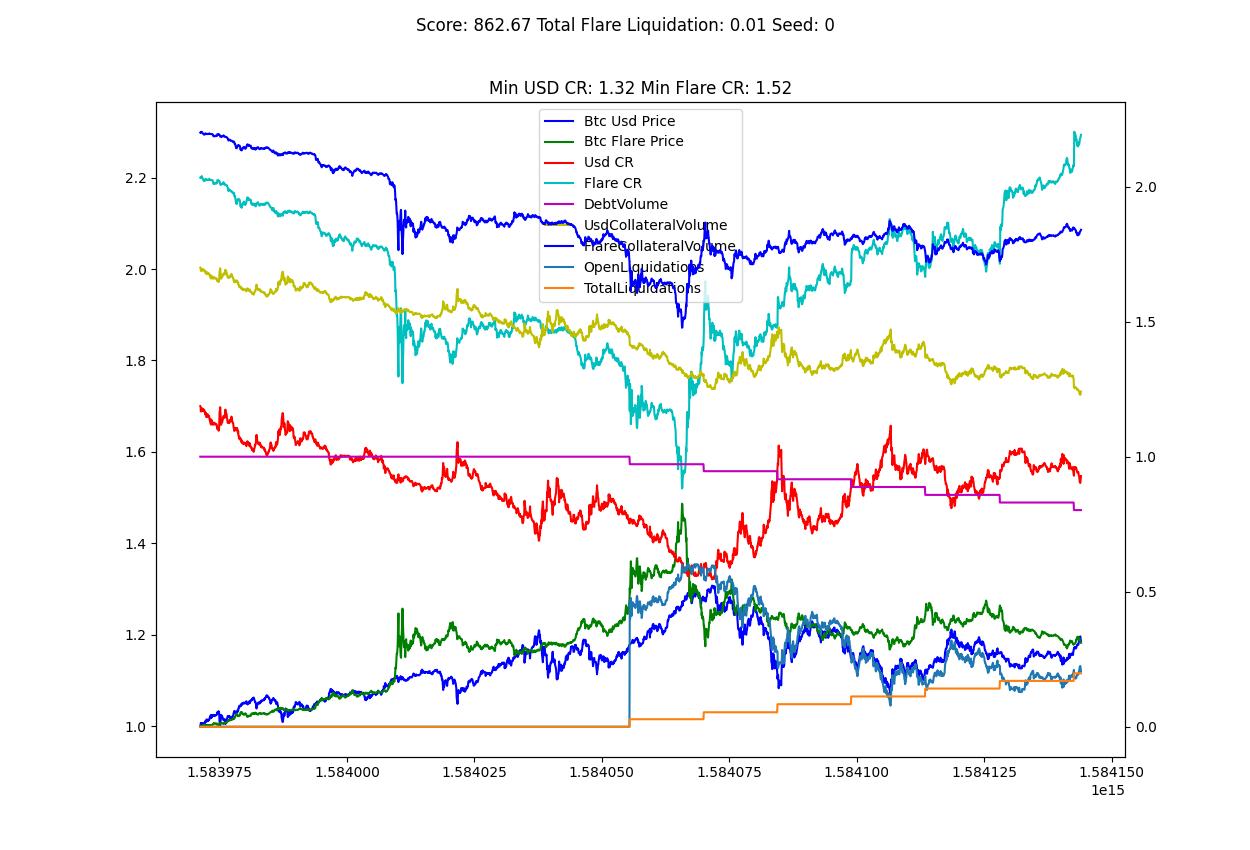 Score: 862.67 Total Flare Liquidation: 0.01 Seed: 0
Min USD CR: 1.32 Min Flare CR: 1.52
Btc Usd Price
Btc Flare Price
Usd CR
Flare CR
DebtVolume
UsdCollateralVolume
FlareCollateralVolume
OpenLiquidations
TotalLiquidations
2.2
2.0
1.8
1.6
1.4
1.2
1.0
2.0
1.5
1.0
0.5
0.0
1.583975 1.584000 1.584025 1.584050 1.584075 1.584100 1.584125 1.584150
1e15